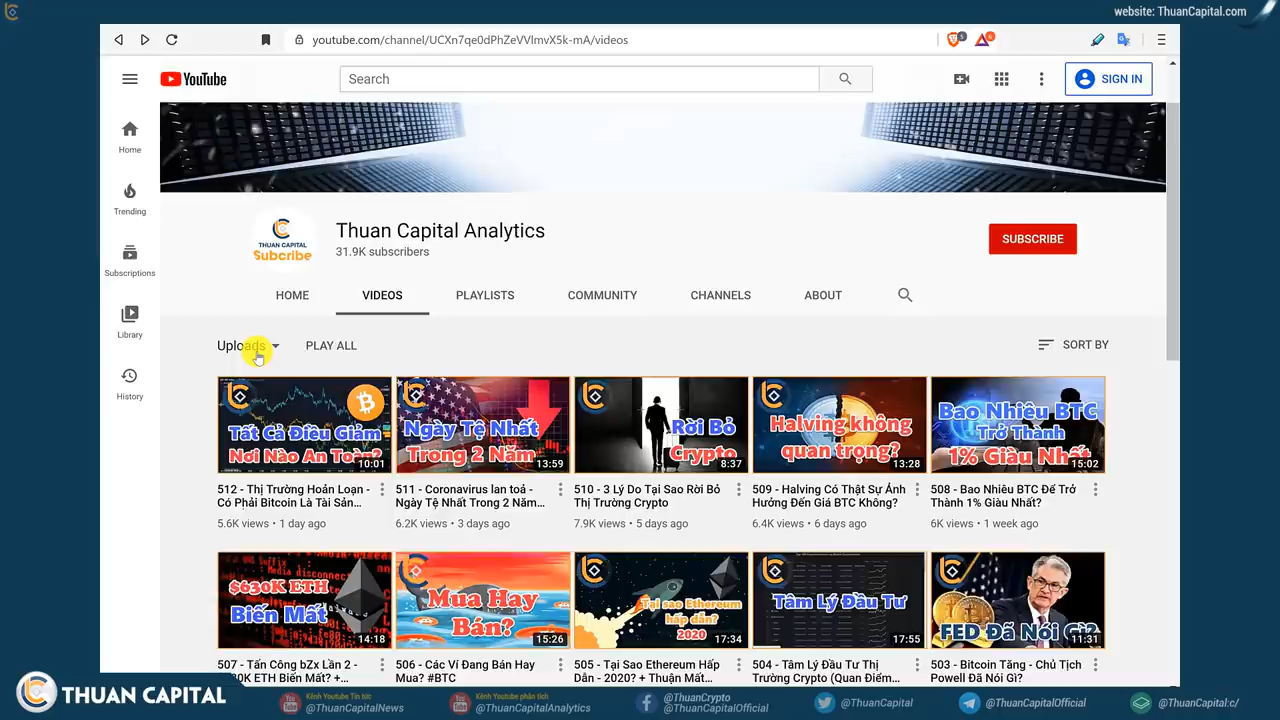 website: ThuanCapital.com
youtube.com/channel/UCXn7qe0dPhZeVVlmvX5k-mA/videos
5
4
YouTube
Search
SIGN IN
Home
Trending
Subscriptions
Library
History
THUAN CAPITAL
Subcribe
Thuan Capital Analytics
31.9K subscribers
SUBSCRIBE
HOME
VIDEOS
PLAYLISTS
COMMUNITY
CHANNELS
ABOUT
Uploads
PLAY ALL
SORT BY
Tất Cả Điều Giảm
Nơi Nào An Toàn?
10:01
Ngày Tệ Nhất
Trong 2 Năm
13:59
Rời Bỏ
Crypto
8:37
Halving không
quan trọng?
13:28
Bao Nhiêu BTC
Trở Thành
1% Giàu Nhất
15:02
512 - Thị Trường Hoản Loạn -
Có Phải Bitcoin Là Tài Sản...
5.6K views • 1 day ago
511 - Coronavirus lan toả -
Ngày Tệ Nhất Trong 2 Năm...
6.2K views • 3 days ago
510 - 3 Lý Do Tại Sao Rời Bỏ
Thị Trường Crypto
7.9K views • 5 days ago
509 - Halving Có Thật Sự Ảnh
Hưởng Đến Giá BTC Không?
6.4K views • 6 days ago
508 - Bao Nhiêu BTC Để Trở
Thành 1% Giàu Nhất?
6K views • 1 week ago
$630K ETH
Biến Mất
14:18
Mua Hay
Bán?
15:26
Tại sao Ethereum
hấp dẫn?
2020
17:34
Tâm Lý Đầu Tư
17:55
FED Đã Nói Gì?
11:31
507 - Tấn Công bZx Lần 2 -
$630K ETH Biến Mất? +...
506 - Các Ví Đang Bán Hay
Mua? #BTC
505 - Tại Sao Ethereum Hấp
Dẫn - 2020? + Thuận Mất...
504 - Tâm Lý Đầu Tư Thị
Trường Crypto (Quan Điểm...
503 - Bitcoin Tăng - Chủ Tịch
Powell Đã Nói Gì?
THUAN CAPITAL
Kênh Youtube Tin tức
@ThuanCapitalNews
Kênh Youtube phân tích
@ThuanCapitalAnalytics
@ThuanCrypto
@ThuanCapitalOfficial
@ThuanCapital
@ThuanCapitalOfficial
@ThuanCapital:c/